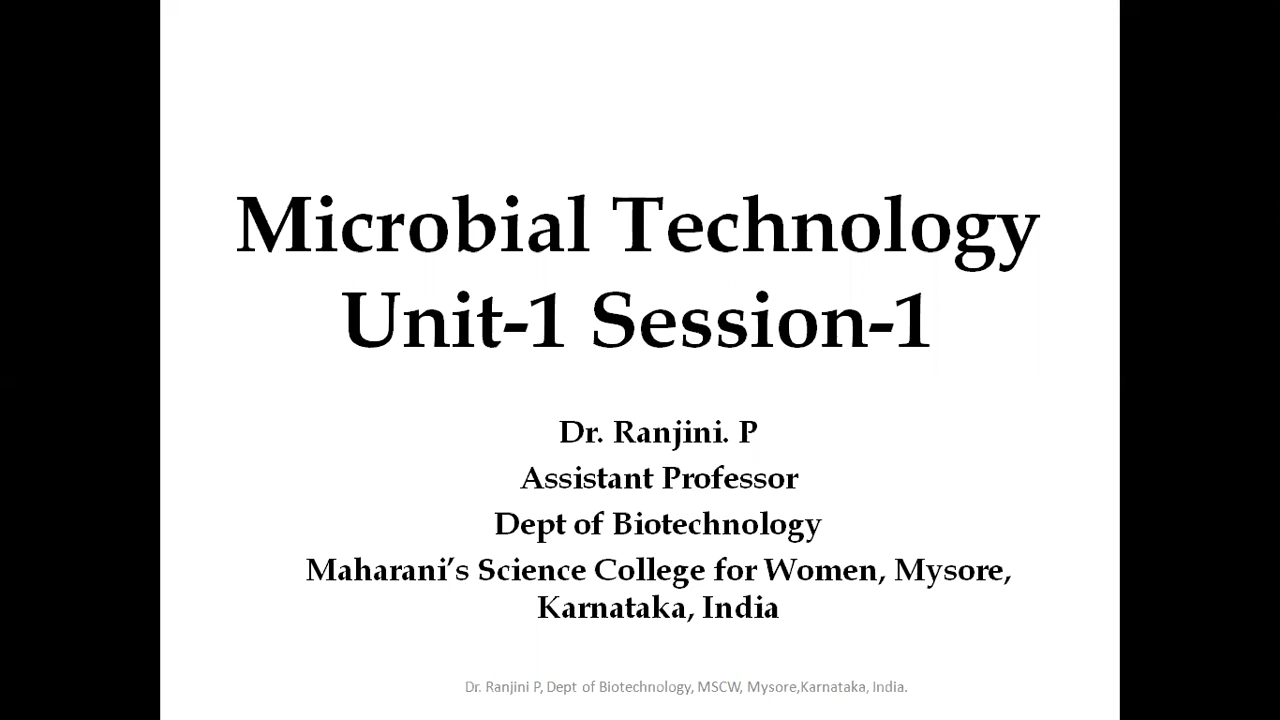 Microbial Technology
Unit-1 Session-1
Dr. Ranjini. P
Assistant Professor
Dept of Biotechnology
Maharani’s Science College for Women, Mysore,
Karnataka, India
Dr. Ranjini P, Dept of Biotechnology, MSCW, Mysore,Karnataka, India.